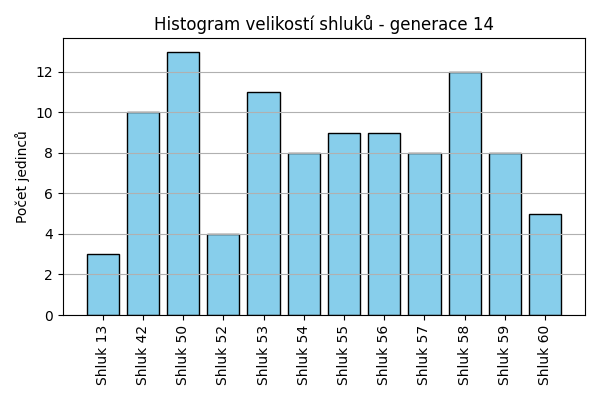 Histogram velikostí shluků - generace 14
Počet jedinců
12
10
8
6
4
2
0
Shluk 13
Shluk 42
Shluk 50
Shluk 52
Shluk 53
Shluk 54
Shluk 55
Shluk 56
Shluk 57
Shluk 58
Shluk 59
Shluk 60